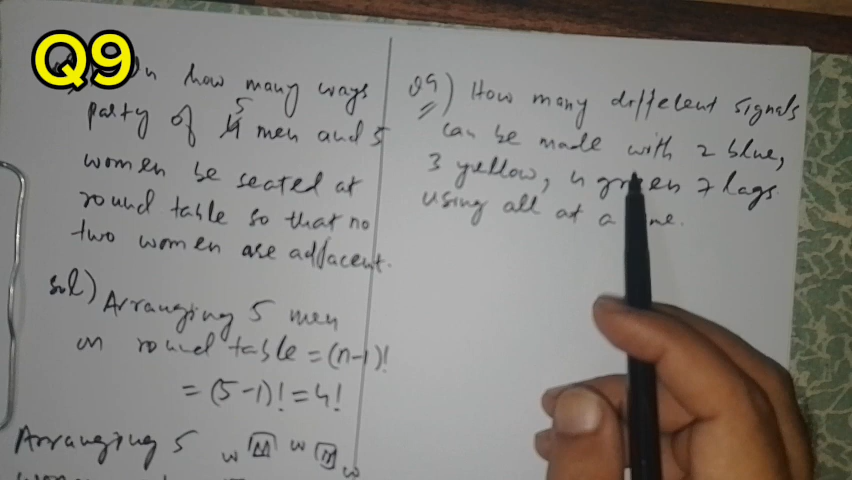 Q9
In how many ways
party of 5 men and 5
women be seated at
round table so that no
two women are adjacent.
Sol) Arranging 5 men
on round table = (n-1)!
= (5-1)! = 4!
Arranging 5 W M W M W
Q9) How many different signals
can be made with 2 blue,
3 yellow, 4 green flags
using all at a